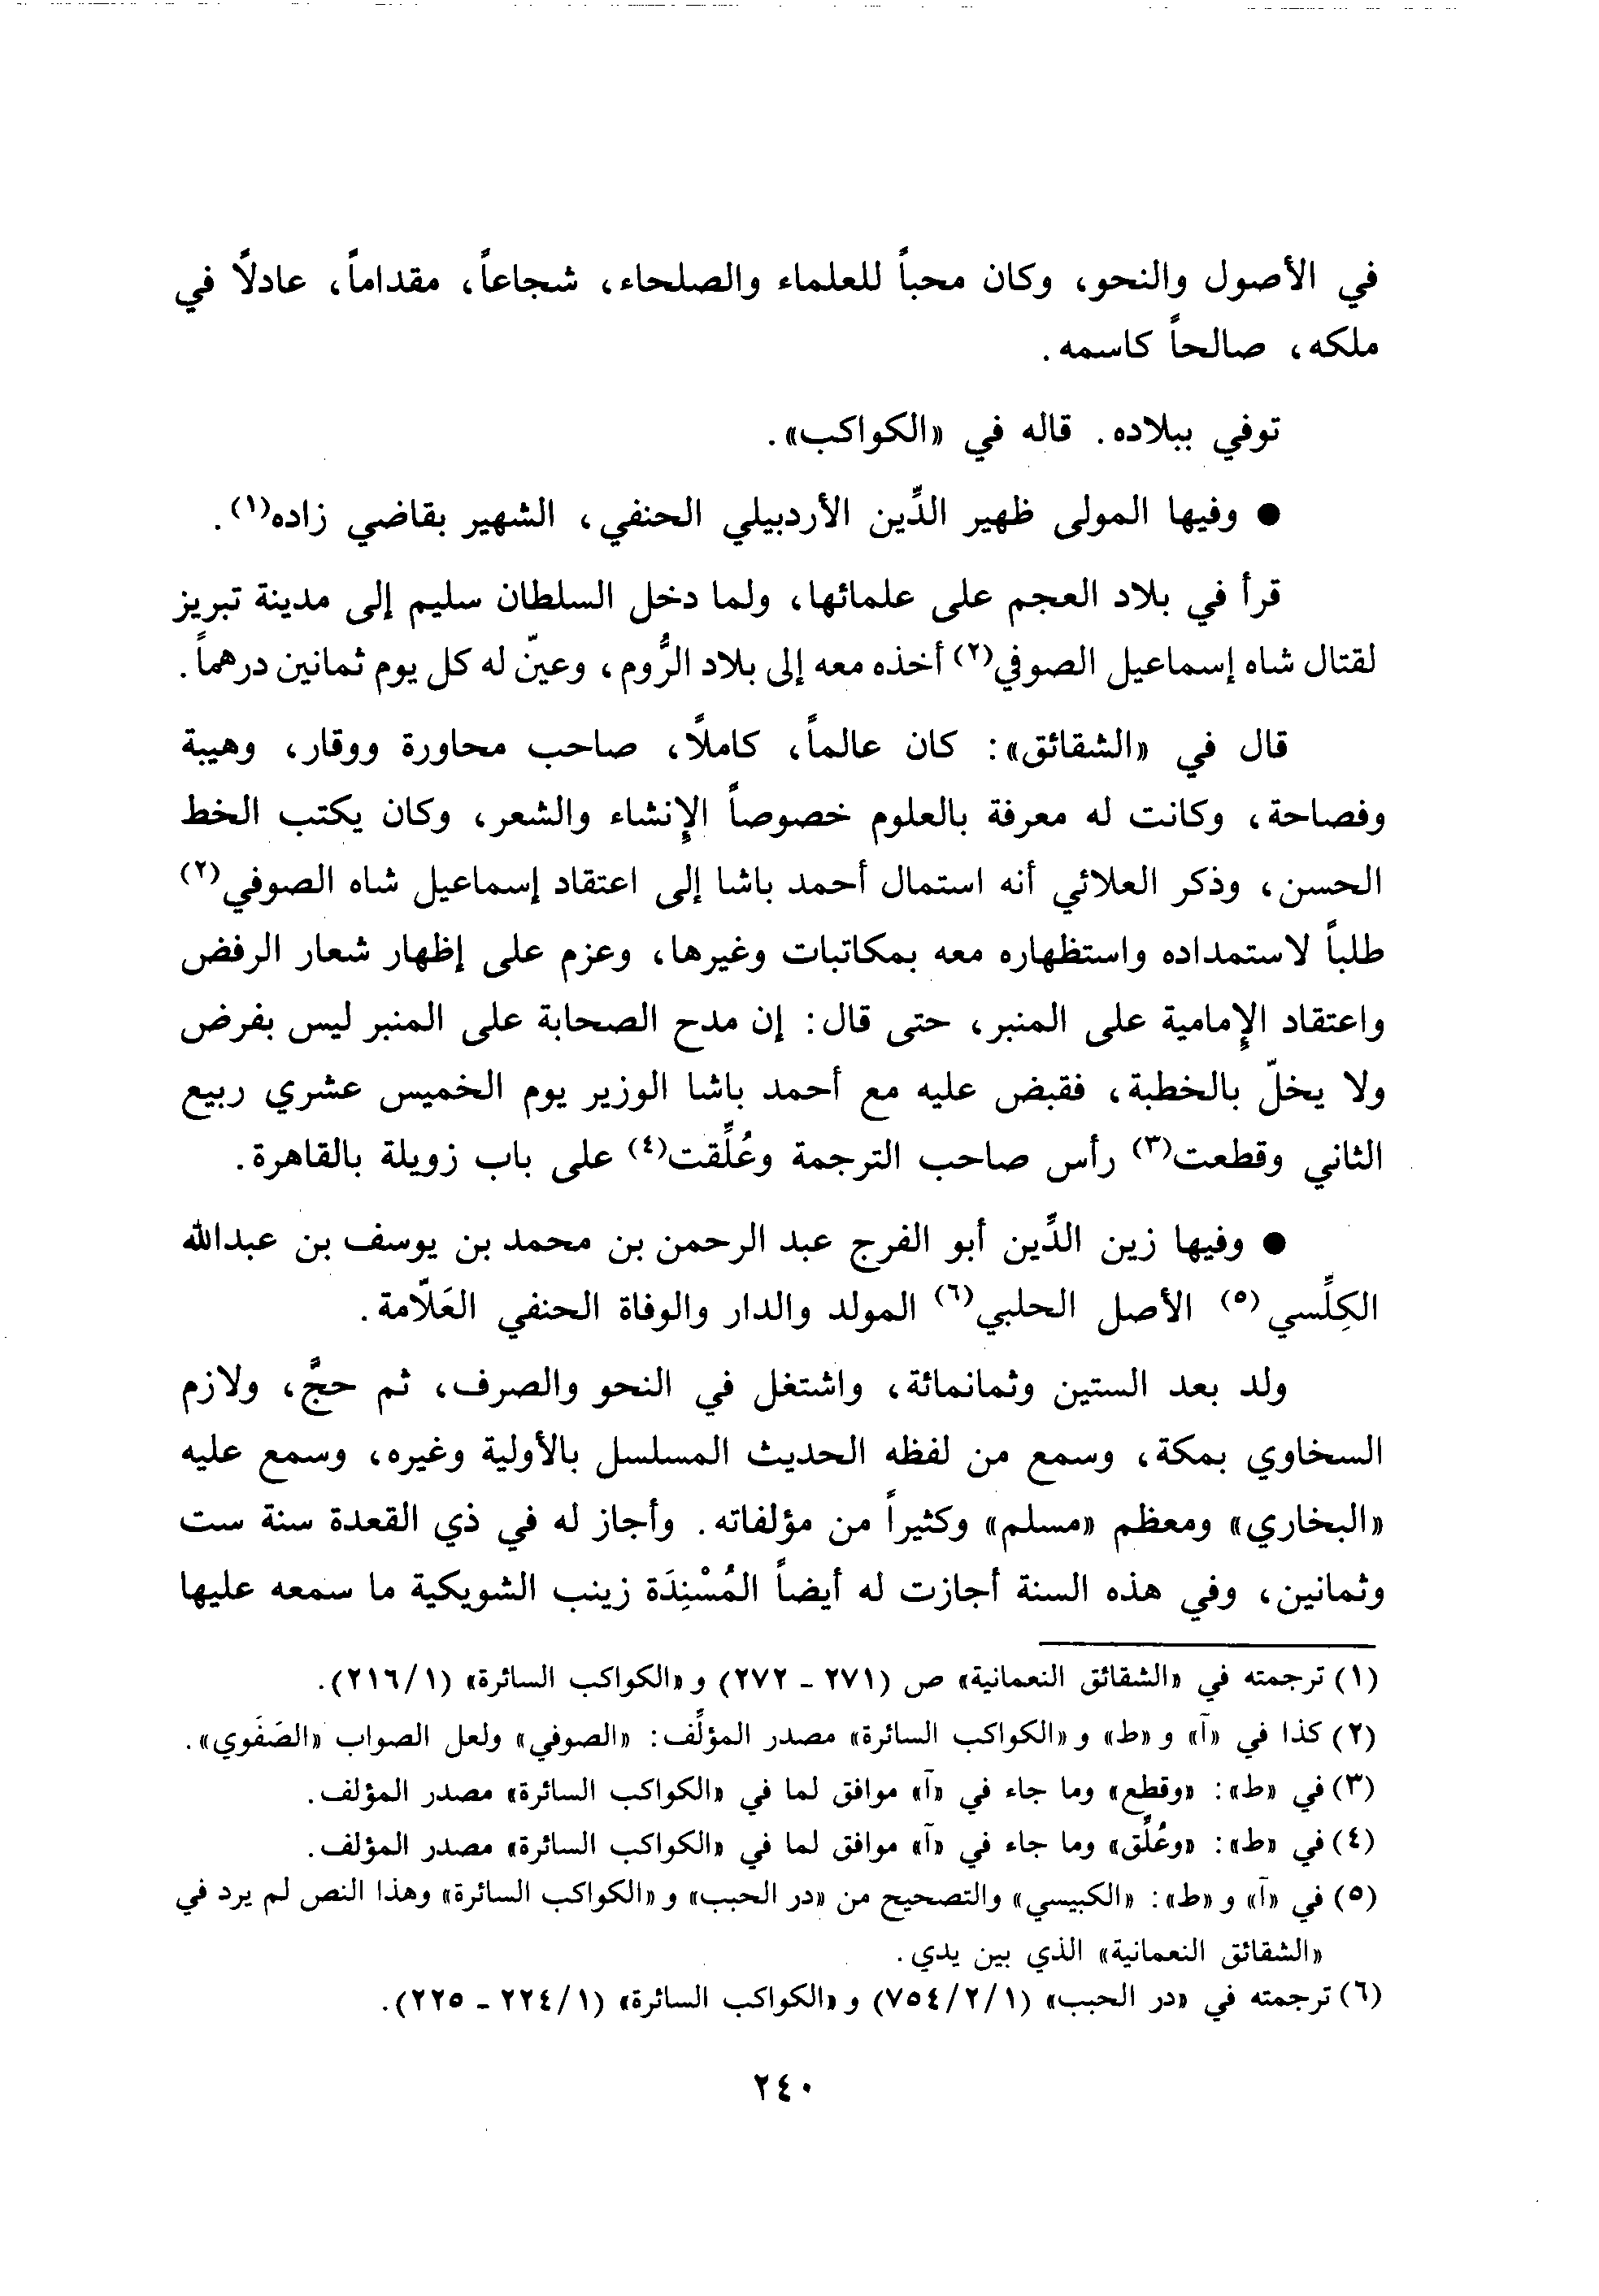 في الأصول والنحو، وكان محباً للعلماء والصلحاء، شجاعاً، مقداماً، عادلاً في
ملكه، صالحاً كاسمه.
توفي ببلاده. قاله في «الكواكب».
● وفيها المولى ظهير الدِّين الأردبيلي الحنفي، الشهير بقاضي زاده(١).
قرأ في بلاد العجم على علمائها، ولما دخل السلطان سليم إلى مدينة تبريز
لقتال شاه إسماعيل الصوفي(٢) أخذه معه إلى بلاد الرُّوم، وعينّ له كل يوم ثمانين درهماً.
قال في «الشقائق»: كان عالماً، كاملاً، صاحب محاورة ووقار، وهيبة
وفصاحة، وكانت له معرفة بالعلوم خصوصاً الإِنشاء والشعر، وكان يكتب الخط
الحسن، وذكر العلائي أنه استمال أحمد باشا إلى اعتقاد إسماعيل شاه الصوفي(٢)
طلباً لاستمداده واستظهاره معه بمكاتبات وغيرها، وعزم على إظهار شعار الرفض
واعتقاد الإِمامية على المنبر، حتى قال: إن مدح الصحابة على المنبر ليس بفرض
ولا يخلّ بالخطبة، فقبض عليه مع أحمد باشا الوزير يوم الخميس عشري ربيع
الثاني وقطعت(٣) رأس صاحب الترجمة وعُلِّقت(٤) على باب زويلة بالقاهرة.
● وفيها زين الدِّين أبو الفرج عبد الرحمن بن محمد بن يوسف بن عبدالله
الكِلِّسي(٥) الأصل الحلبي(٦) المولد والدار والوفاة الحنفي العَلاّمة.
ولد بعد الستين وثمانمائة، واشتغل في النحو والصرف، ثم حجَّ، ولازم
السخاوي بمكة، وسمع من لفظه الحديث المسلسل بالأولية وغيره، وسمع عليه
«البخاري» ومعظم «مسلم» وكثيراً من مؤلفاته. وأجاز له في ذي القعدة سنة ست
وثمانين، وفي هذه السنة أجازت له أيضاً المُسْنِدَة زينب الشويكية ما سمعه عليها
(١) ترجمته في «الشقائق النعمانية» ص (٢٧١ - ٢٧٢) و «الكواكب السائرة» (٢١٦/١).
(٢) كذا في «آ» و «ط» و «الكواكب السائرة» مصدر المؤلِّف: «الصوفي» ولعل الصواب «الصَفَوي».
(٣) في «ط»: «وقطع» وما جاء في «آ» موافق لما في «الكواكب السائرة» مصدر المؤلف.
(٤) في «ط»: «وعُلِّق» وما جاء في «آ» موافق لما في «الكواكب السائرة» مصدر المؤلف.
(٥) في «آ» و «ط»: «الكبيسي» والتصحيح من «در الحبب» و «الكواكب السائرة» وهذا النص لم يرد في
«الشقائق النعمانية» الذي بين يدي.
(٦) ترجمته في «در الحبب» (٧٥٤/٢/١) و «الكواكب السائرة» (٢٢٤/١ - ٢٢٥).
٢٤٠